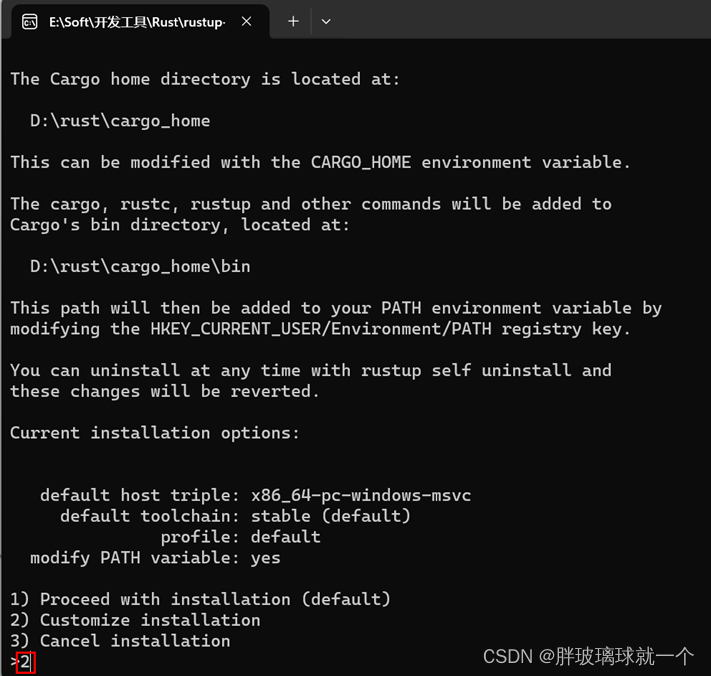 E:\Soft\开发工具\Rust\rustup-
The Cargo home directory is located at:
D:\rust\cargo_home
This can be modified with the CARGO_HOME environment variable.
The cargo, rustc, rustup and other commands will be added to
Cargo's bin directory, located at:
D:\rust\cargo_home\bin
This path will then be added to your PATH environment variable by
modifying the HKEY_CURRENT_USER/Environment/PATH registry key.
You can uninstall at any time with rustup self uninstall and
these changes will be reverted.
Current installation options:
default host triple: x86_64-pc-windows-msvc
default toolchain: stable (default)
profile: default
modify PATH variable: yes
1) Proceed with installation (default)
2) Customize installation
3) Cancel installation
>2
CSDN @胖玻璃球就一个